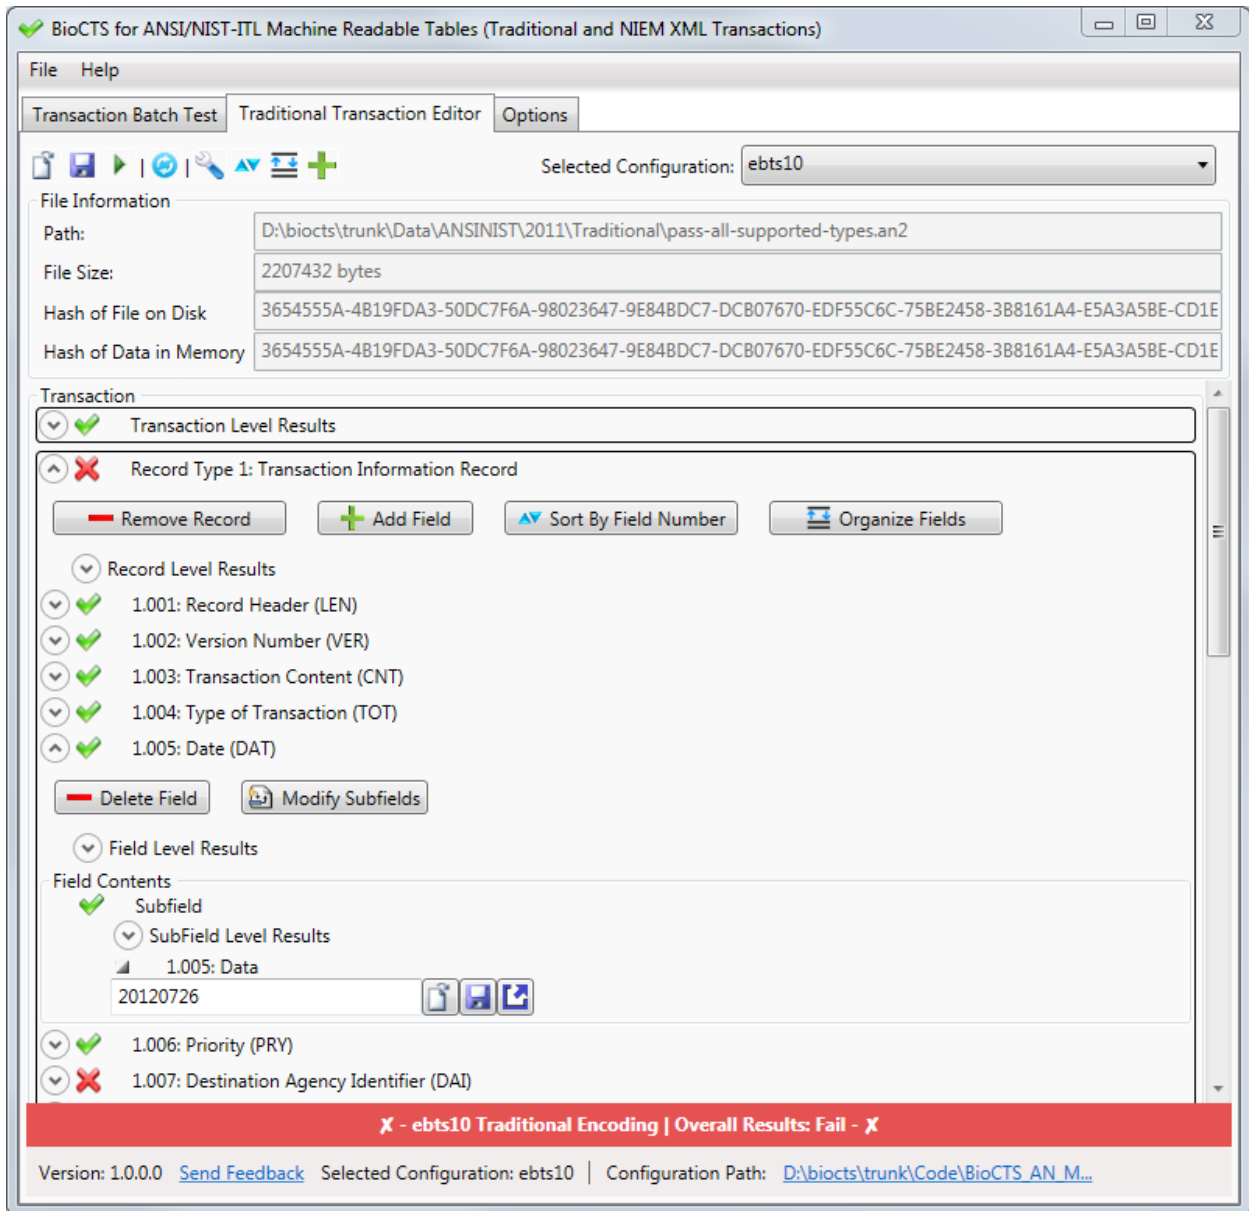 BioCTS for ANSI/NIST-ITL Machine Readable Tables (Traditional and NIEM XML Transactions)
File Help
Transaction Batch Test Traditional Transaction Editor Options
Selected Configuration: ebts10
File Information
Path: D:\biocts\trunk\Data\ANSINIST\2011\Traditional\pass-all-supported-types.an2
File Size: 2207432 bytes
Hash of File on Disk 3654555A-4B19FDA3-50DC7F6A-98023647-9E84BDC7-DCB07670-EDF55C6C-75BE2458-3B8161A4-E5A3A5BE-CD1E
Hash of Data in Memory 3654555A-4B19FDA3-50DC7F6A-98023647-9E84BDC7-DCB07670-EDF55C6C-75BE2458-3B8161A4-E5A3A5BE-CD1E
Transaction
Transaction Level Results
Record Type 1: Transaction Information Record
Remove Record Add Field Sort By Field Number Organize Fields
Record Level Results
1.001: Record Header (LEN)
1.002: Version Number (VER)
1.003: Transaction Content (CNT)
1.004: Type of Transaction (TOT)
1.005: Date (DAT)
Delete Field Modify Subfields
Field Level Results
Field Contents
Subfield
SubField Level Results
1.005: Data
20120726
1.006: Priority (PRY)
1.007: Destination Agency Identifier (DAI)
✗ - ebts10 Traditional Encoding | Overall Results: Fail - ✗
Version: 1.0.0.0 Send Feedback Selected Configuration: ebts10 | Configuration Path: D:\biocts\trunk\Code\BioCTS_AN_M...